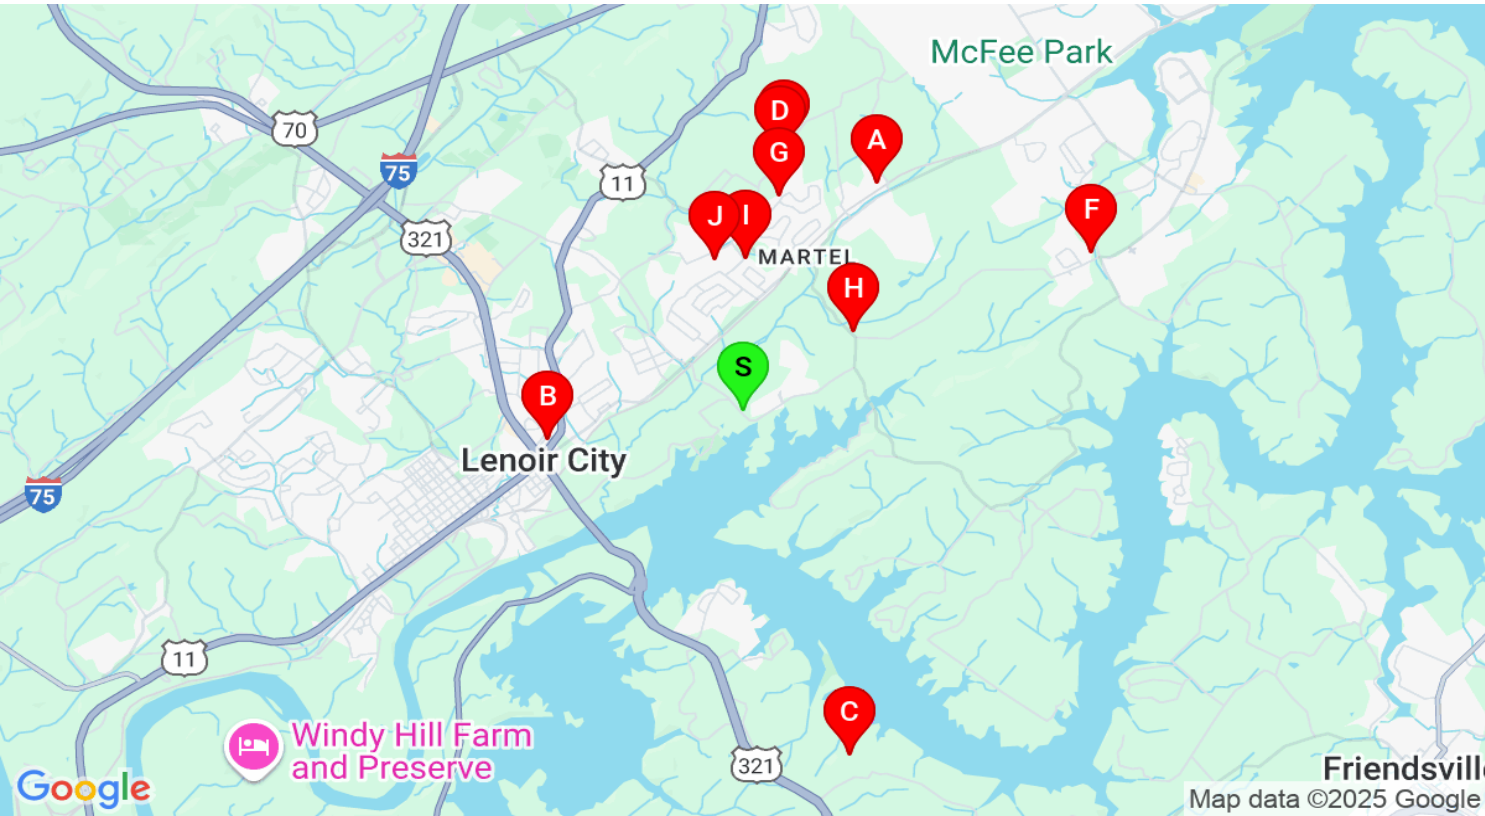 McFee Park
70
75
11
321
D
G
A
J
I
F
MARTEL
H
S
B
Lenoir City
75
11
C
Windy Hill Farm
and Preserve
321
Friendsville
Google
Map data ©2025 Google